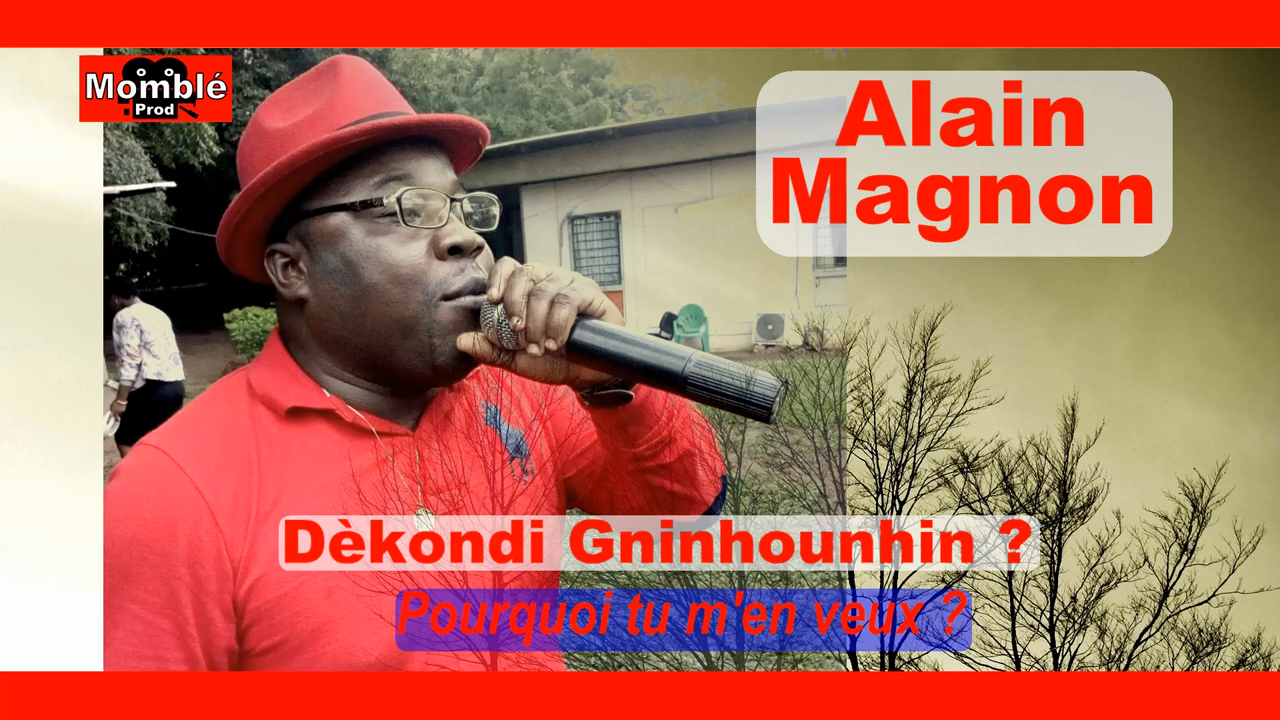 Momblé
Prod
Alain
Magnon
Dèkondi Gninhounhin ?
Pourquoi tu m'en veux ?